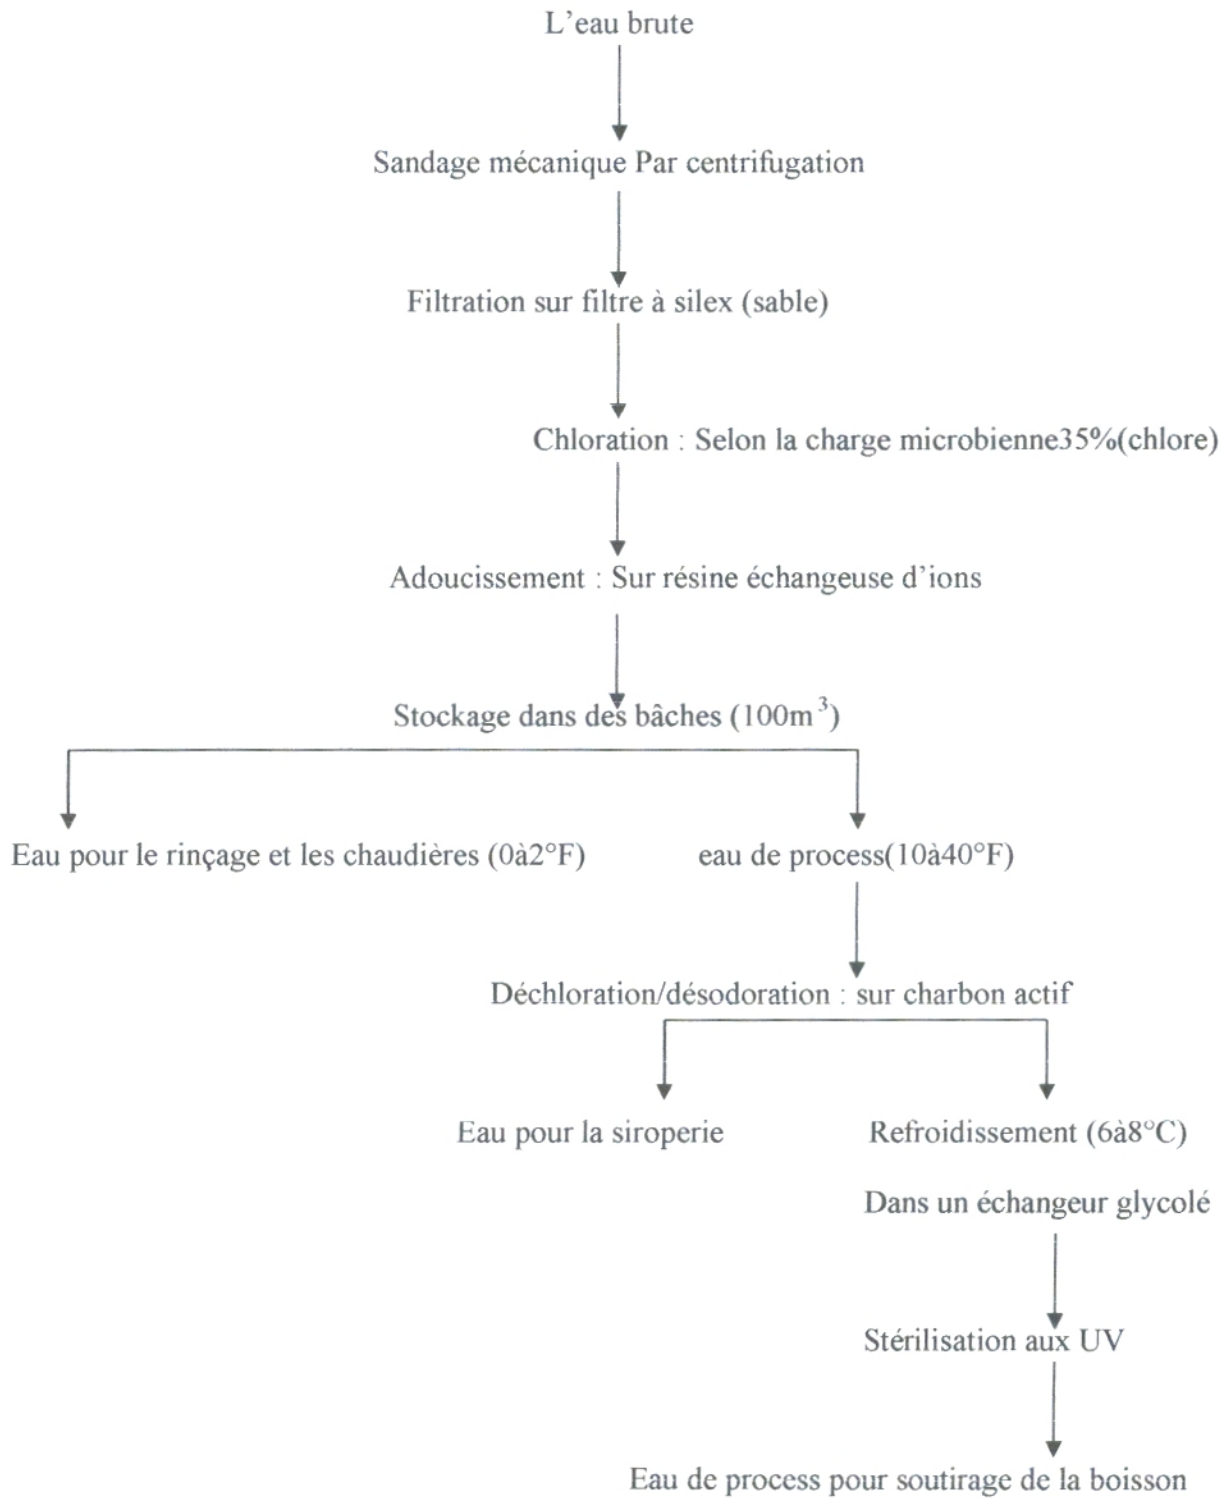 L'eau brute
Sandage mécanique Par centrifugation
Filtration sur filtre à silex (sable)
Chloration : Selon la charge microbienne35%(chlore)
Adoucissement : Sur résine échangeuse d'ions
Stockage dans des bâches (100m³)
Eau pour le rinçage et les chaudières (0à2°F)
eau de process(10à40°F)
Déchloration/désodoration : sur charbon actif
Eau pour la siroperie
Refroidissement (6à8°C)
Dans un échangeur glycolé
Stérilisation aux UV
Eau de process pour soutirage de la boisson